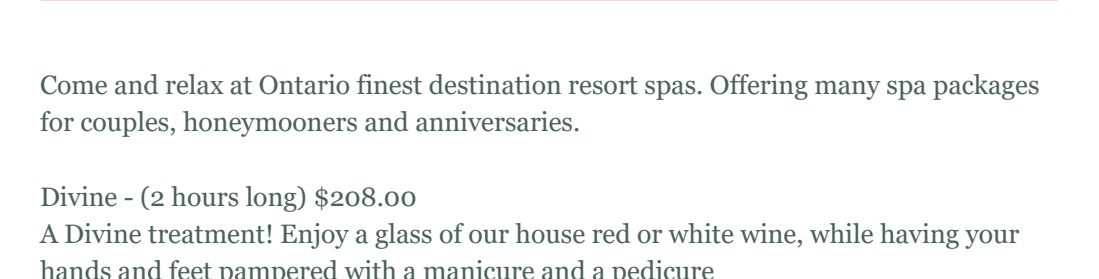 Come and relax at Ontario finest destination resort spas. Offering many spa packages
for couples, honeymooners and anniversaries.
Divine - (2 hours long) $208.00
A Divine treatment! Enjoy a glass of our house red or white wine, while having your
hands and feet pampered with a manicure and a pedicure